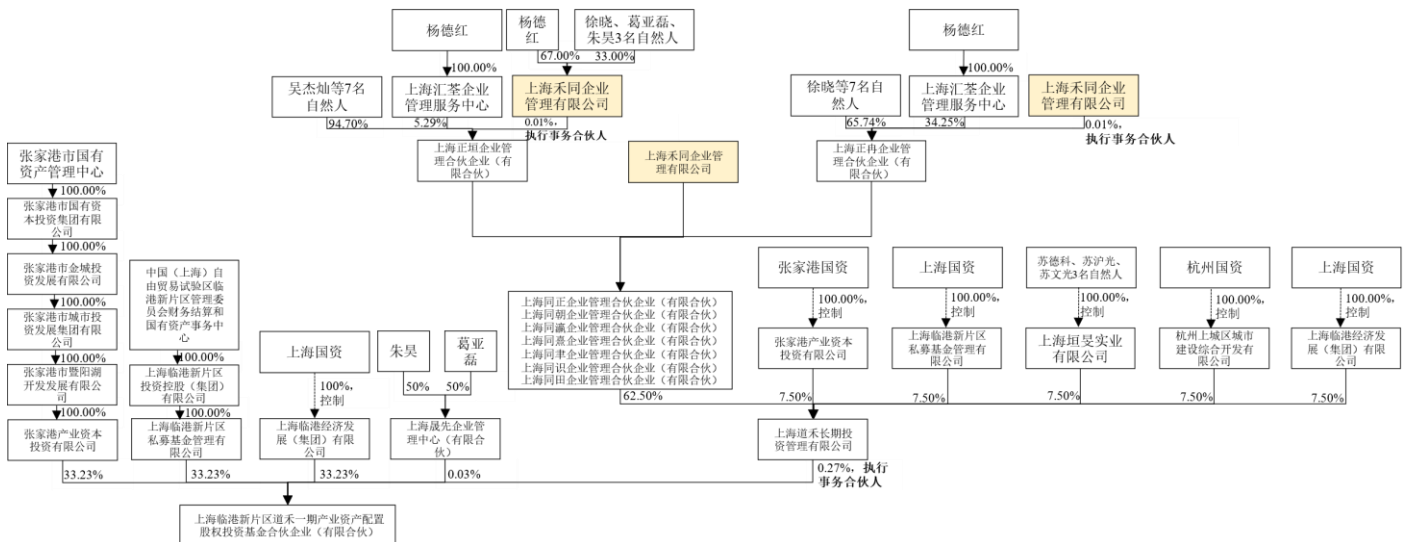 杨德红
杨德
红
徐晓、葛亚磊、
朱昊3名自然人
杨德红
100.00%
67.00%
33.00%
100.00%
吴杰灿等7名
自然人
上海汇荃企业
管理服务中心
上海禾同企业
管理有限公司
徐晓等7名自
然人
上海汇荃企业
管理服务中心
上海禾同企业
管理有限公司
94.70%
5.29%
0.01%,
执行事务合伙人
65.74%
34.25%
0.01%,
执行事务合伙人
张家港市国有
资产管理中心
上海正垣企业管
理合伙企业（有
限合伙）
上海禾同企业管
理有限公司
上海正冉企业管
理合伙企业（有
限合伙）
100.00%
张家港市国有资
本投资集团有限
公司
100.00%
张家港市金城投
资发展有限公司
中国（上海）自
由贸易试验区临
港新片区管理委
员会财务结算和
国有资产事务中
心
张家港国资
上海国资
苏德科、苏沪光、
苏文光3名自然人
杭州国资
上海国资
100.00%
100.00%,
控制
100.00%,
控制
100.00%,
控制
100.00%,
控制
100.00%,
控制
张家港市城市投
资发展集团有限
公司
上海同正企业管理合伙企业（有限合伙）
上海同朝企业管理合伙企业（有限合伙）
上海同瀛企业管理合伙企业（有限合伙）
上海同熹企业管理合伙企业（有限合伙）
上海同聿企业管理合伙企业（有限合伙）
上海同识企业管理合伙企业（有限合伙）
上海同田企业管理合伙企业（有限合伙）
张家港产业资本
投资有限公司
上海临港新片区
私募基金管理有
限公司
上海垣旻实业
有限公司
杭州上城区城市
建设综合开发有
限公司
上海临港经济发
展（集团）有限公
司
100.00%
100.00%
上海国资
朱昊
葛亚
磊
张家港市暨阳湖
开发发展有限公
司
上海临港新片区
投资控股（集团）
有限公司
100%,
控制
50%
50%
62.50%
7.50%
7.50%
7.50%
7.50%
7.50%
100.00%
100.00%
张家港产业资本
投资有限公司
上海临港新片区
私募基金管理有
限公司
上海临港经济发
展（集团）有限公
司
上海晟先企业管
理中心（有限合
伙）
上海道禾长期投
资管理有限公司
33.23%
33.23%
33.23%
0.03%
0.27%，执行
事务合伙人
上海临港新片区道禾一期产业资产配置
股权投资基金合伙企业（有限合伙）